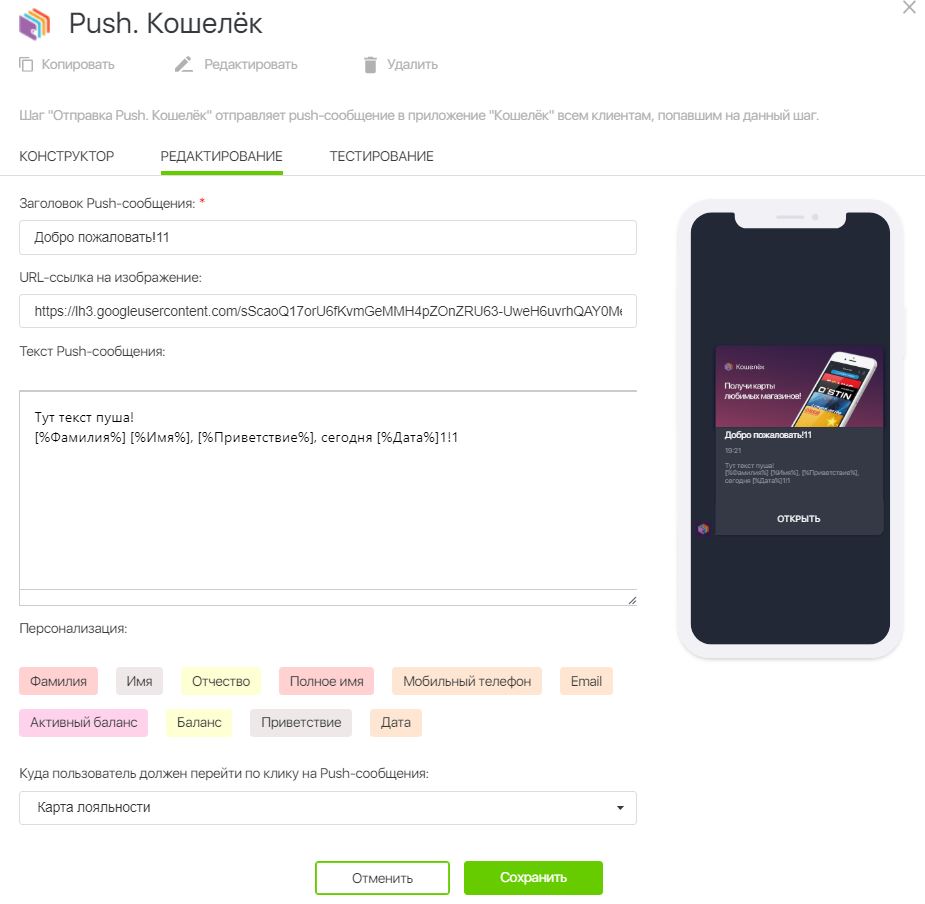 Push. Кошелёк
Копировать
Редактировать
Удалить
Шаг "Отправка Push. Кошелёк" отправляет push-сообщение в приложение "Кошелёк" всем клиентам, попавшим на данный шаг.
КОНСТРУКТОР
РЕДАКТИРОВАНИЕ
ТЕСТИРОВАНИЕ
Заголовок Push-сообщения: *
Добро пожаловать!11
URL-ссылка на изображение:
https://lh3.googleusercontent.com/sScaoQ17orU6fKvmGeMMH4pZOnZRU63-UweH6uvrhQAY0Me
Текст Push-сообщения:
Тут текст пуша!
[%Фамилия%] [%Имя%], [%Приветствие%], сегодня [%Дата%]1!1
Персонализация:
Фамилия
Имя
Отчество
Полное имя
Мобильный телефон
Email
Активный баланс
Баланс
Приветствие
Дата
Куда пользователь должен перейти по клику на Push-сообщения:
Карта лояльности
Отменить
Сохранить
Кошелёк
Получи карты
любимых магазинов!
O'STIN
Добро пожаловать!11
19:21
Тут текст пуша!
[%Фамилия%] [%Имя%], [%Приветствие%],
сегодня [%Дата%]1!1
ОТКРЫТЬ